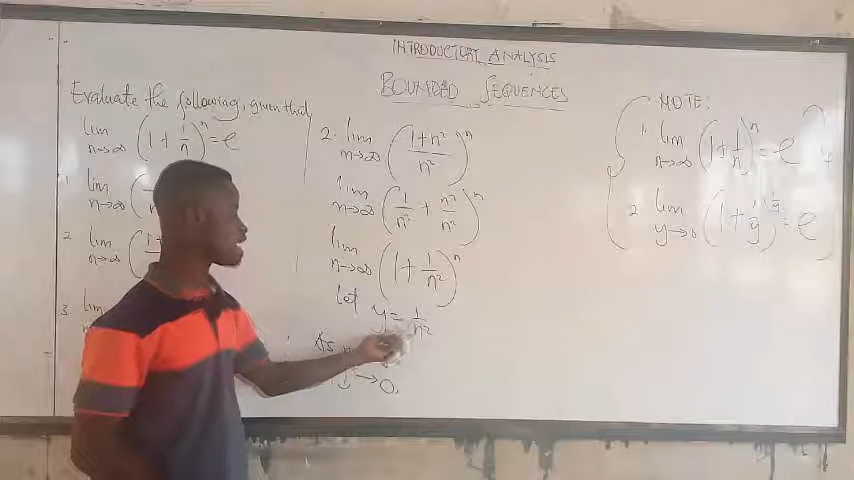 INTRODUCTORY ANALYSIS
BOUNDED SEQUENCES
Evaluate the following, given that
lim n→∞ (1 + 1/n)^n = e
1. lim n→∞ (
2. lim n→∞ (1+
3. lim
2. lim n→∞ ((1+n²)/n²)^n
lim n→∞ (1/n² + n²/n²)^n
lim n→∞ (1 + 1/n²)^n
let y = 1/n²
As
y → 0,
NOTE:
1. lim n→∞ (1 + 1/n)^n = e
2. lim y→0 (1 + y)^1/y = e